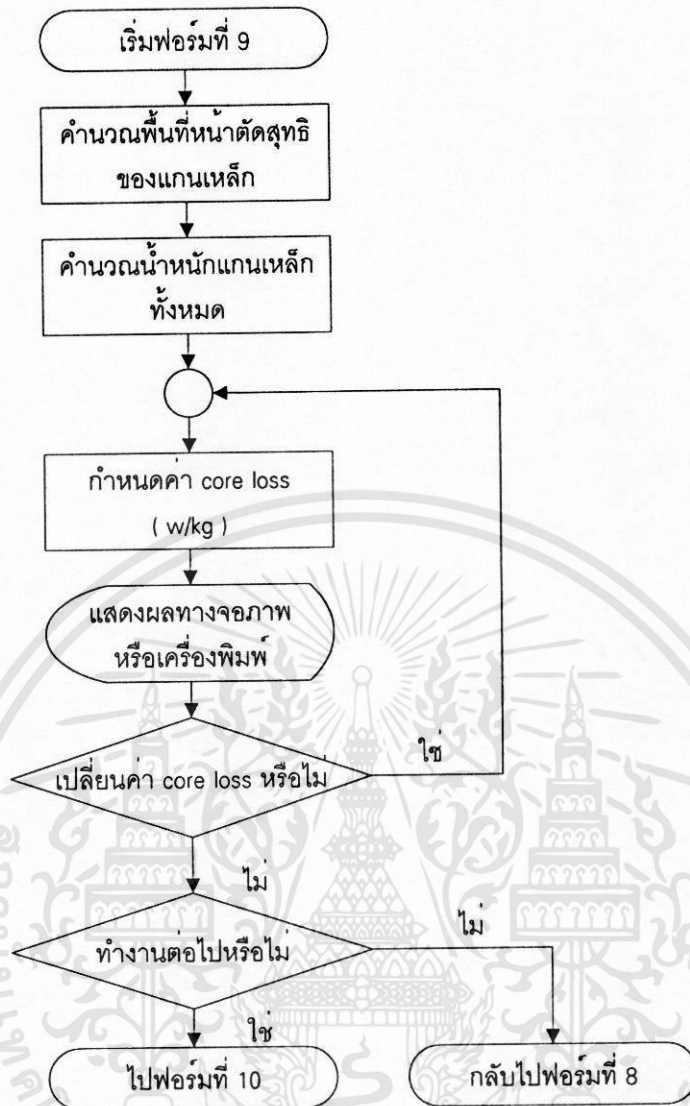 เริ่มฟอร์มที่ 9
คำนวณพื้นที่หน้าตัดสุทธิ
ของแกนเหล็ก
คำนวณน้ำหนักแกนเหล็ก
ทั้งหมด
กำหนดค่า core loss
( w/kg )
แสดงผลทางจอภาพ
หรือเครื่องพิมพ์
เปลี่ยนค่า core loss หรือไม่
ใช่
ไม่
ทำงานต่อไปหรือไม่
ไม่
ใช่
ไปฟอร์มที่ 10
กลับไปฟอร์มที่ 8